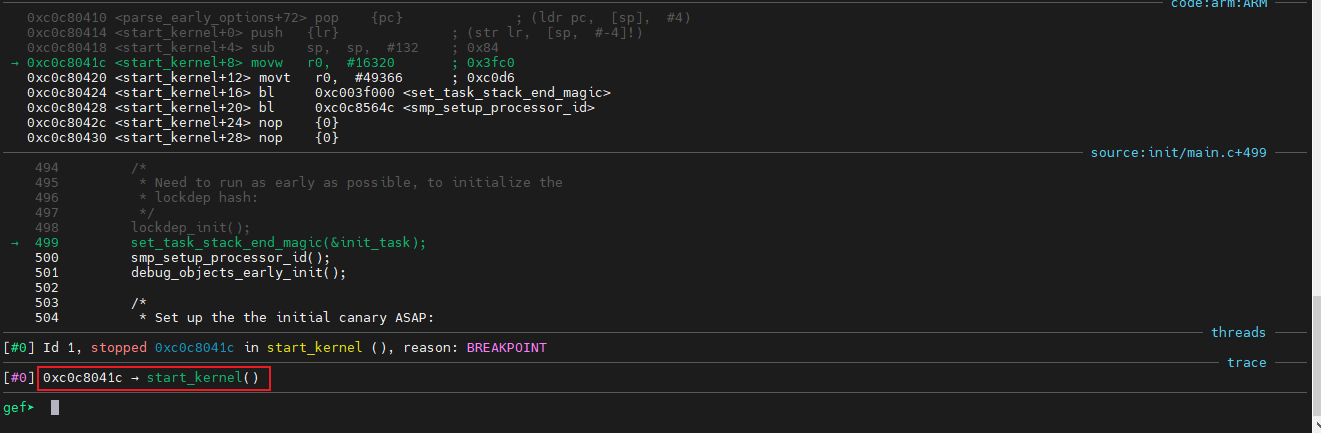 code:arm:ARM
0xc0c80410 <parse_early_options+72> pop    {pc}              ; (ldr pc,  [sp],  #4)
0xc0c80414 <start_kernel+0> push   {lr}              ; (str lr,  [sp,  #-4]!)
0xc0c80418 <start_kernel+4> sub    sp,  sp,  #132    ; 0x84
→ 0xc0c8041c <start_kernel+8> movw   r0,  #16320       ; 0x3fc0
0xc0c80420 <start_kernel+12> movt   r0,  #49366       ; 0xc0d6
0xc0c80424 <start_kernel+16> bl     0xc003f000 <set_task_stack_end_magic>
0xc0c80428 <start_kernel+20> bl     0xc0c8564c <smp_setup_processor_id>
0xc0c8042c <start_kernel+24> nop    {0}
0xc0c80430 <start_kernel+28> nop    {0}
source:init/main.c+499
494         /*
495          * Need to run as early as possible, to initialize the
496          * lockdep hash:
497          */
498         lockdep_init();
→ 499         set_task_stack_end_magic(&init_task);
500         smp_setup_processor_id();
501         debug_objects_early_init();
502
503         /*
504          * Set up the the initial canary ASAP:
threads
[#0] Id 1, stopped 0xc0c8041c in start_kernel (), reason: BREAKPOINT
trace
[#0] 0xc0c8041c → start_kernel()
gef➤